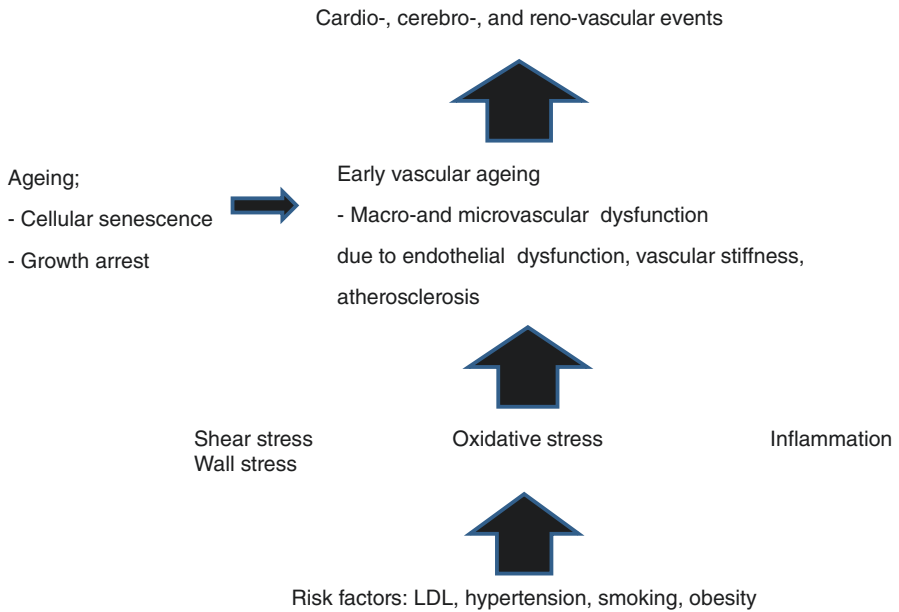 Cardio-, cerebro-, and reno-vascular events
Ageing;
- Cellular senescence
- Growth arrest
Early vascular ageing
- Macro-and microvascular dysfunction
due to endothelial dysfunction, vascular stiffness,
atherosclerosis
Shear stress
Wall stress
Oxidative stress
Inflammation
Risk factors: LDL, hypertension, smoking, obesity